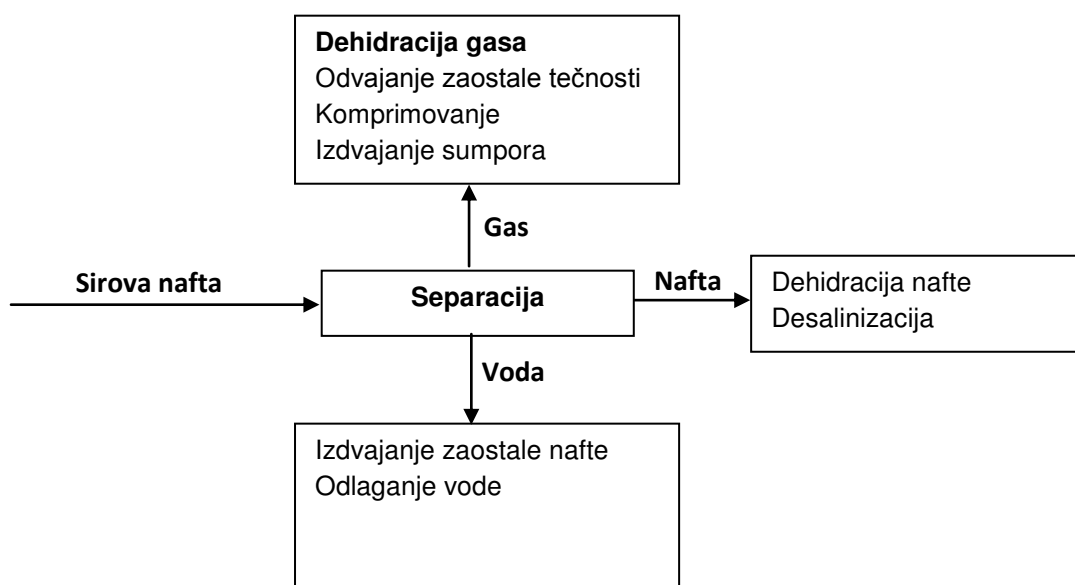 Dehidracija gasa
Odvajanje zaostale tečnosti
Komprimovanje
Izdvajanje sumpora
Gas
Sirova nafta
Separacija
Nafta
Dehidracija nafte
Desalinizacija
Voda
Izdvajanje zaostale nafte
Odlaganje vode